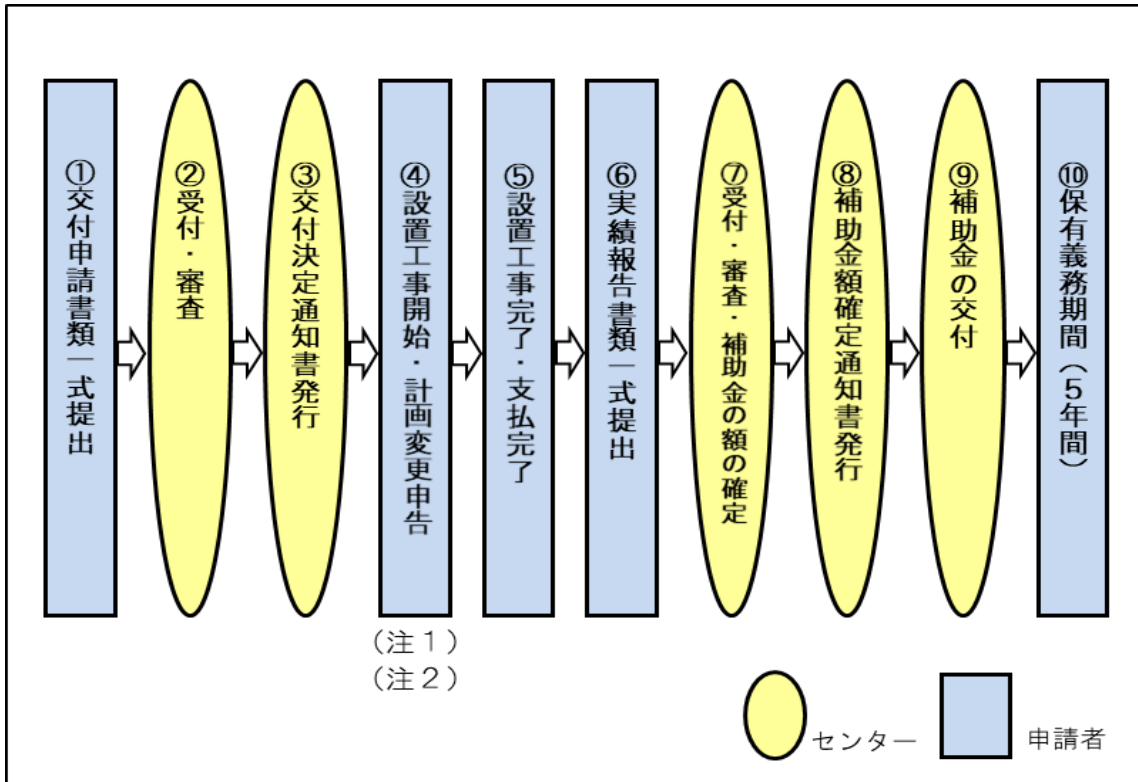 ①交付申請書類一式提出
②受付・審査
③交付決定通知書発行
④設置工事開始・計画変更申告
⑤設置工事完了・支払完了
⑥実績報告書類一式提出
⑦受付・審査・補助金の額の確定
⑧補助金額確定通知書発行
⑨補助金の交付
⑩保有義務期間（５年間）
（注１）
（注２）
センター
申請者